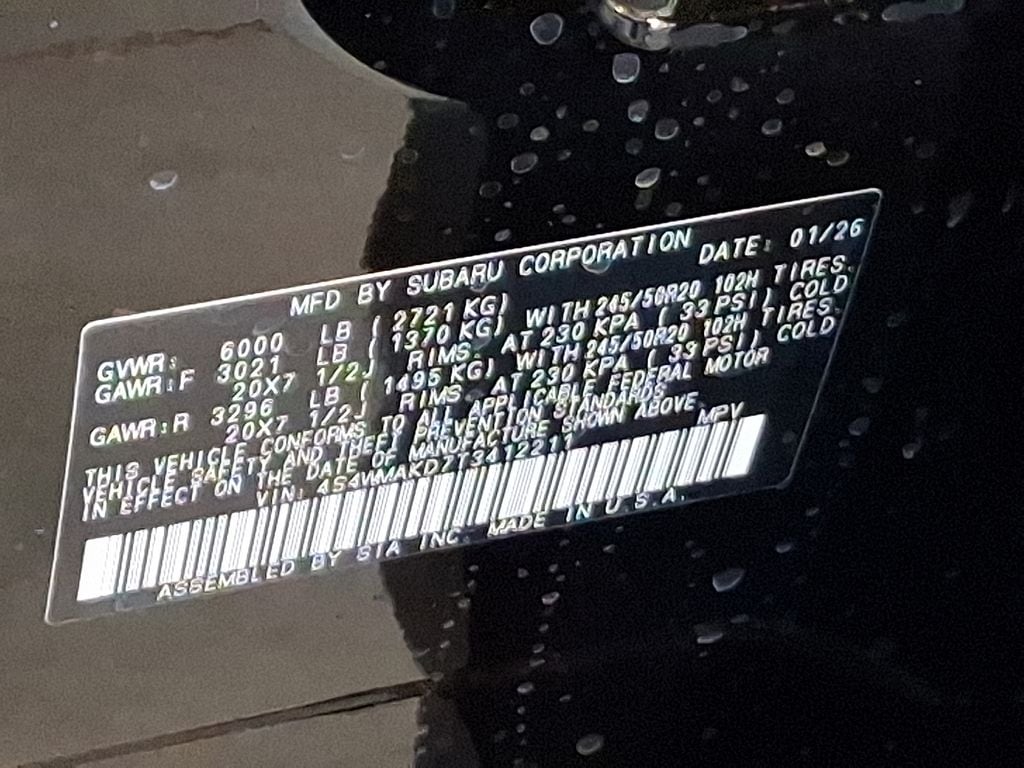 MFD BY SUBARU CORPORATION DATE: 01/26
GVWR: 6000 LB ( 2721 KG)
GAWR:F 3021 LB ( 1370 KG) WITH 245/50R20 102H TIRES.
20X7 1/2J RIMS. AT 230 KPA ( 33 PSI) COLD
GAWR:R 3296 LB ( 1495 KG) WITH 245/50R20 102H TIRES.
20X7 1/2J RIMS. AT 230 KPA ( 33 PSI) COLD
THIS VEHICLE CONFORMS TO ALL APPLICABLE FEDERAL MOTOR
VEHICLE SAFETY AND THEFT PREVENTION STANDARDS
IN EFFECT ON THE DATE OF MANUFACTURE SHOWN ABOVE.
VIN: 4S4WMAKD7T3412211 MPV
ASSEMBLED BY SIA INC. MADE IN U.S.A.